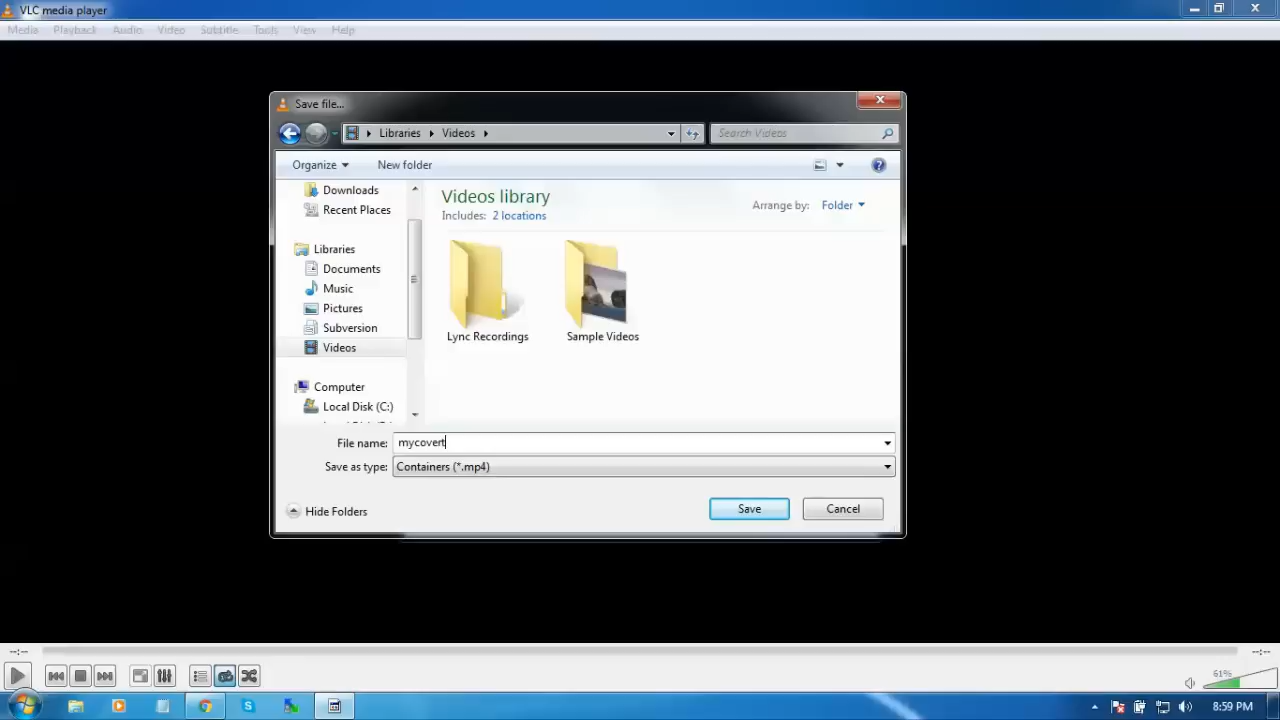 VLC media player
Media Playback Audio Video Subtitle Tools View Help
Save file...
Libraries Videos
Search Videos
Organize New folder
Downloads
Recent Places
Libraries
Documents
Music
Pictures
Subversion
Videos
Computer
Local Disk (C:)
Videos library
Includes: 2 locations
Arrange by: Folder
Lync Recordings
Sample Videos
File name: mycovert
Save as type: Containers (*.mp4)
Hide Folders
Save
Cancel
--:--
--:--
61%
8:59 PM